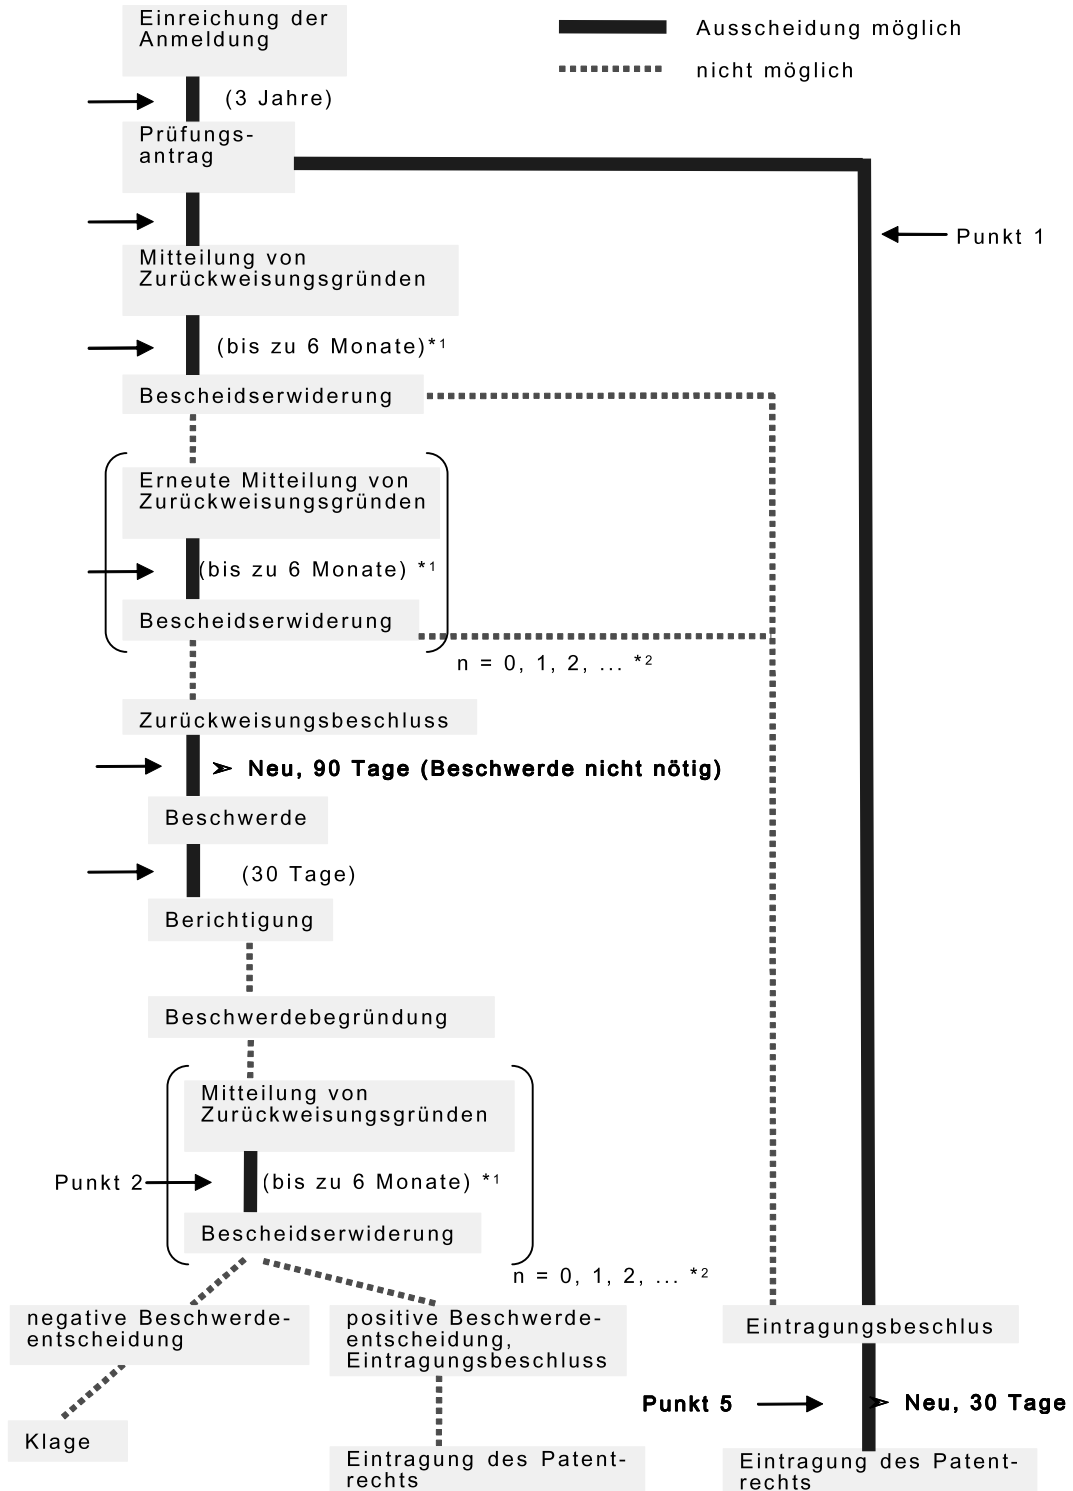 Einreichung der
Anmeldung
Ausscheidung möglich
nicht möglich
(3 Jahre)
Prüfungs-
antrag
Punkt 1
Mitteilung von
Zurückweisungsgründen
(bis zu 6 Monate)*1
Bescheidserwiderung
Erneute Mitteilung von
Zurückweisungsgründen
(bis zu 6 Monate) *1
Bescheidserwiderung
n = 0, 1, 2, ... *2
Zurückweisungsbeschluss
➢ Neu, 90 Tage (Beschwerde nicht nötig)
Beschwerde
(30 Tage)
Berichtigung
Beschwerdebegründung
Mitteilung von
Zurückweisungsgründen
Punkt 2
(bis zu 6 Monate) *1
Bescheidserwiderung
n = 0, 1, 2, ... *2
negative Beschwerde-
entscheidung
positive Beschwerde-
entscheidung,
Eintragungsbeschluss
Eintragungsbeschlus
Punkt 5
➢ Neu, 30 Tage
Klage
Eintragung des Patent-
rechts
Eintragung des Patent-
rechts